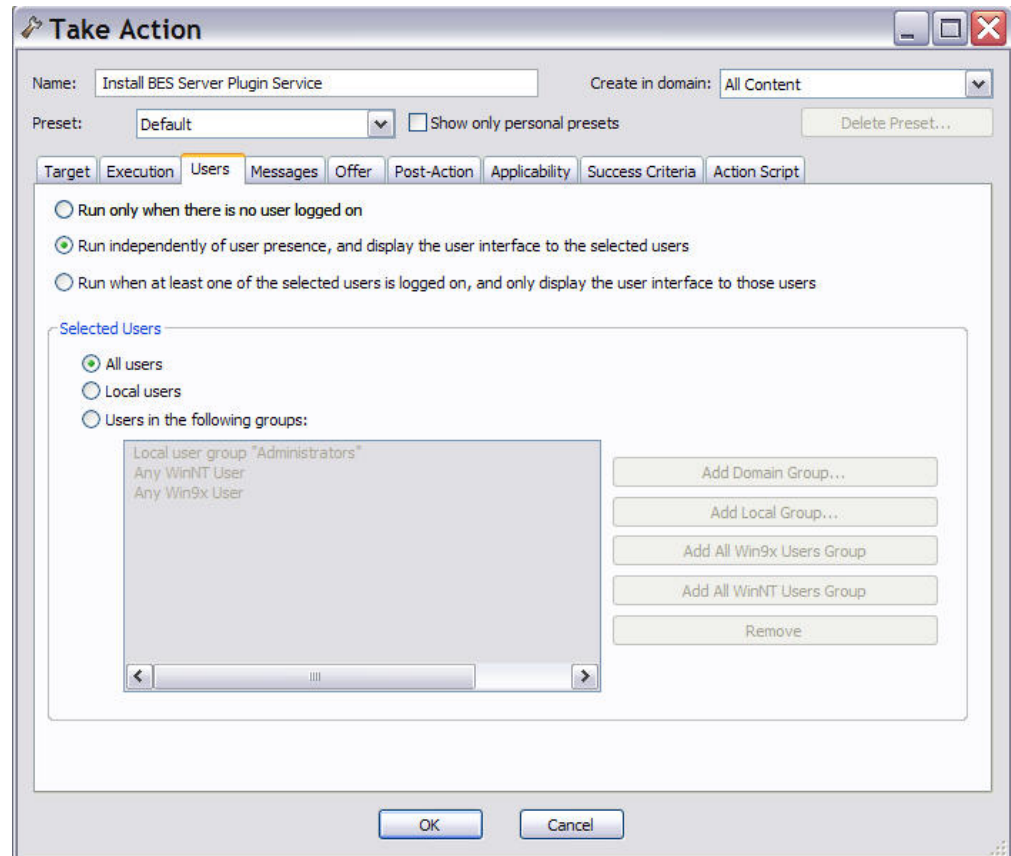 Take Action
Name: Install BES Server Plugin Service Create in domain: All Content
Preset: Default Show only personal presets Delete Preset...
Target Execution Users Messages Offer Post-Action Applicability Success Criteria Action Script
Run only when there is no user logged on
Run independently of user presence, and display the user interface to the selected users
Run when at least one of the selected users is logged on, and only display the user interface to those users
Selected Users
All users
Local users
Users in the following groups:
Local user group "Administrators"
Any WinNT User
Any Win9x User
Add Domain Group...
Add Local Group...
Add All Win9x Users Group
Add All WinNT Users Group
Remove
OK Cancel